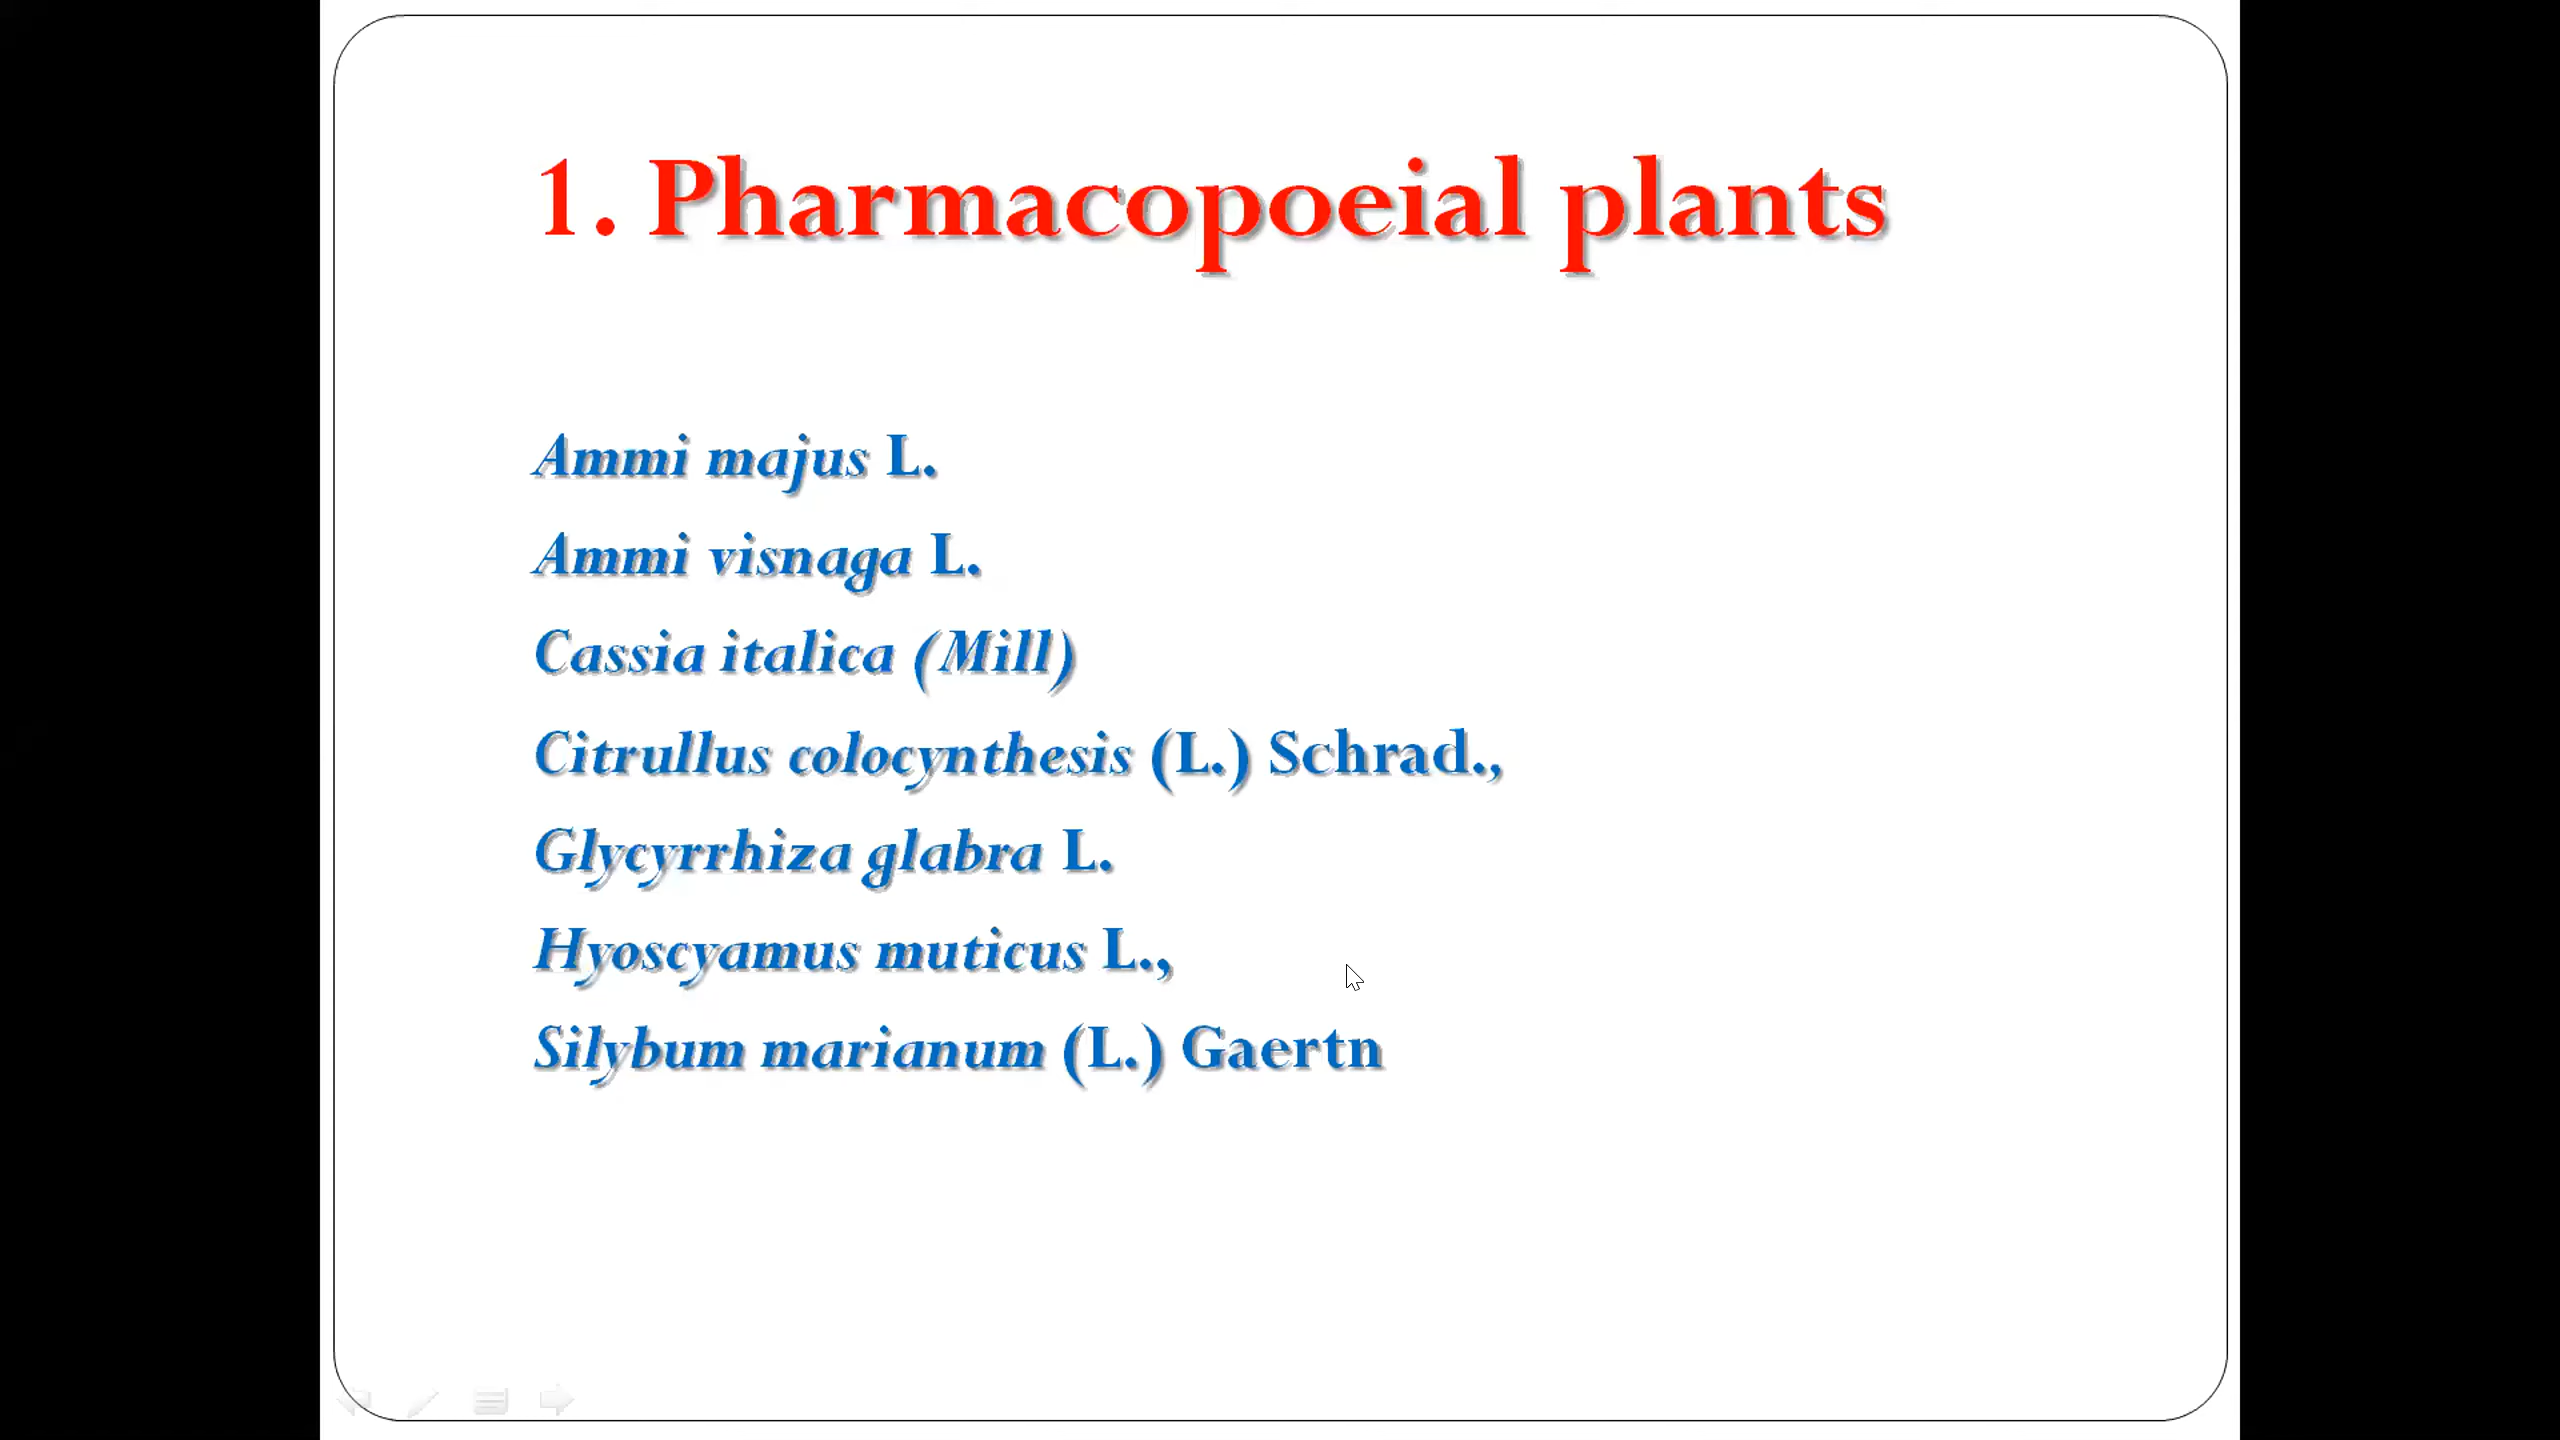 1. Pharmacopoeial plants
Ammi majus L.
Ammi visnaga L.
Cassia italica (Mill)
Citrullus colocynthesis (L.) Schrad.,
Glycyrrhiza glabra L.
Hyoscyamus muticus L.,
Silybum marianum (L.) Gaertn